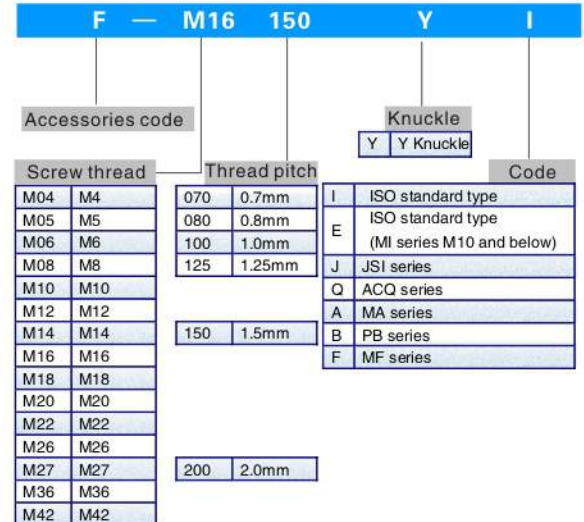 F — M16 150 Y I
Accessories code
Knuckle
Y Y Knuckle
Screw thread
Thread pitch
Code
M04 M4
M05 M5
M06 M6
M08 M8
M10 M10
M12 M12
M14 M14
M16 M16
M18 M18
M20 M20
M22 M22
M26 M26
M27 M27
M36 M36
M42 M42
070 0.7mm
080 0.8mm
100 1.0mm
125 1.25mm
150 1.5mm
200 2.0mm
I ISO standard type
E ISO standard type
(MI series M10 and below)
J JSI series
Q ACQ series
A MA series
B PB series
F MF series